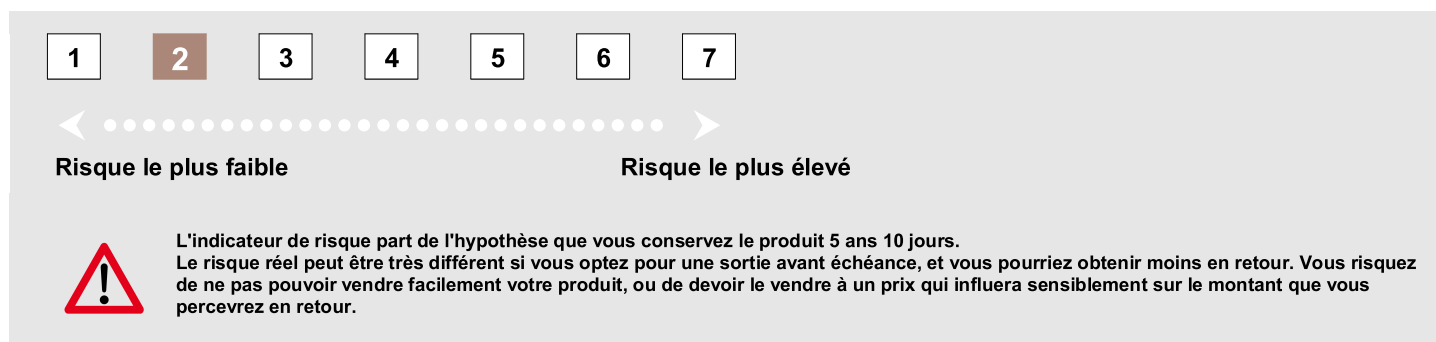 1 2 3 4 5 6 7
Risque le plus faible Risque le plus élevé
L'indicateur de risque part de l'hypothèse que vous conservez le produit 5 ans 10 jours.
Le risque réel peut être très différent si vous optez pour une sortie avant échéance, et vous pourriez obtenir moins en retour. Vous risquez
de ne pas pouvoir vendre facilement votre produit, ou de devoir le vendre à un prix qui influera sensiblement sur le montant que vous
percevrez en retour.